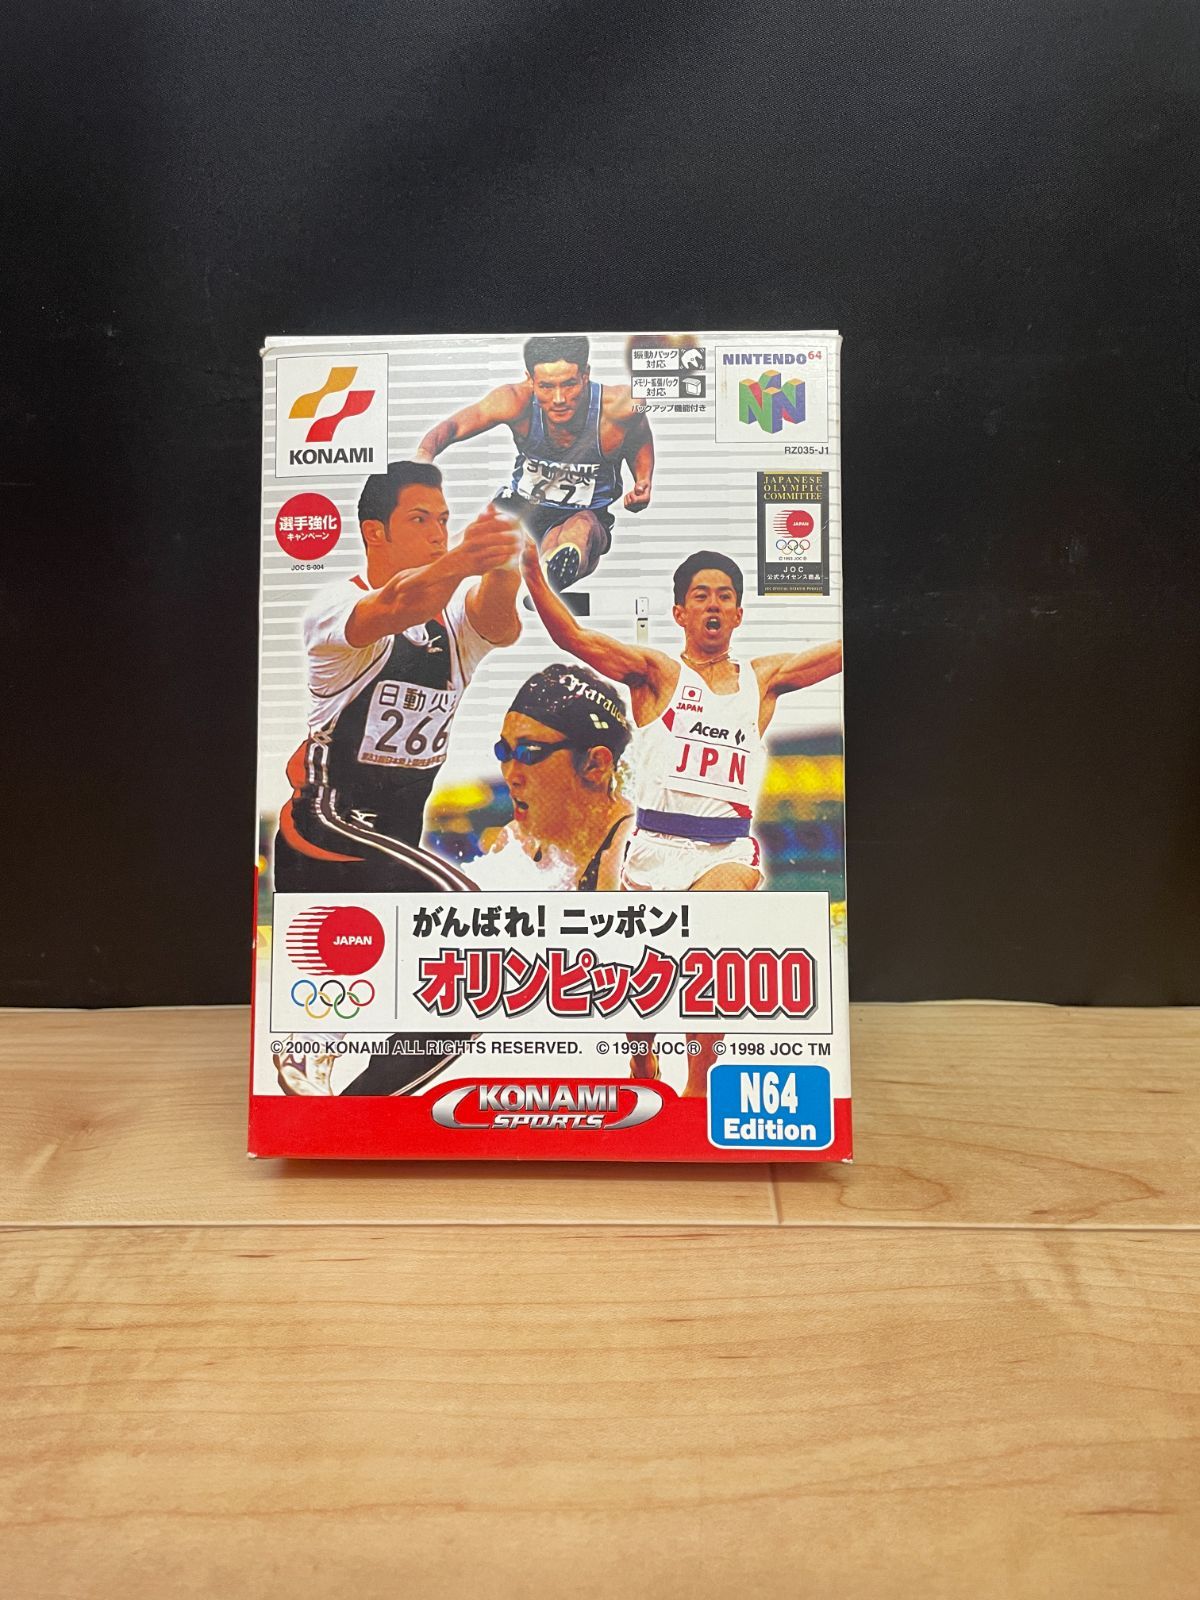 KONAMI
振動パック
対応
メモリー拡張パック
対応
バックアップ機能付き
NINTENDO 64
RZ035-J1
選手強化
キャンペーン
JOC S-004
JAPANESE
OLYMPIC
COMMITTEE
JAPAN
© 1993 JOC ®
JOC
公式ライセンス商品
67
日動火
266
JAPAN
Acer
JPN
JAPAN
がんばれ！ニッポン！
オリンピック2000
©2000 KONAMI ALL RIGHTS RESERVED. ©1993 JOC® ©1998 JOC TM
KONAMI
SPORTS
N64
Edition